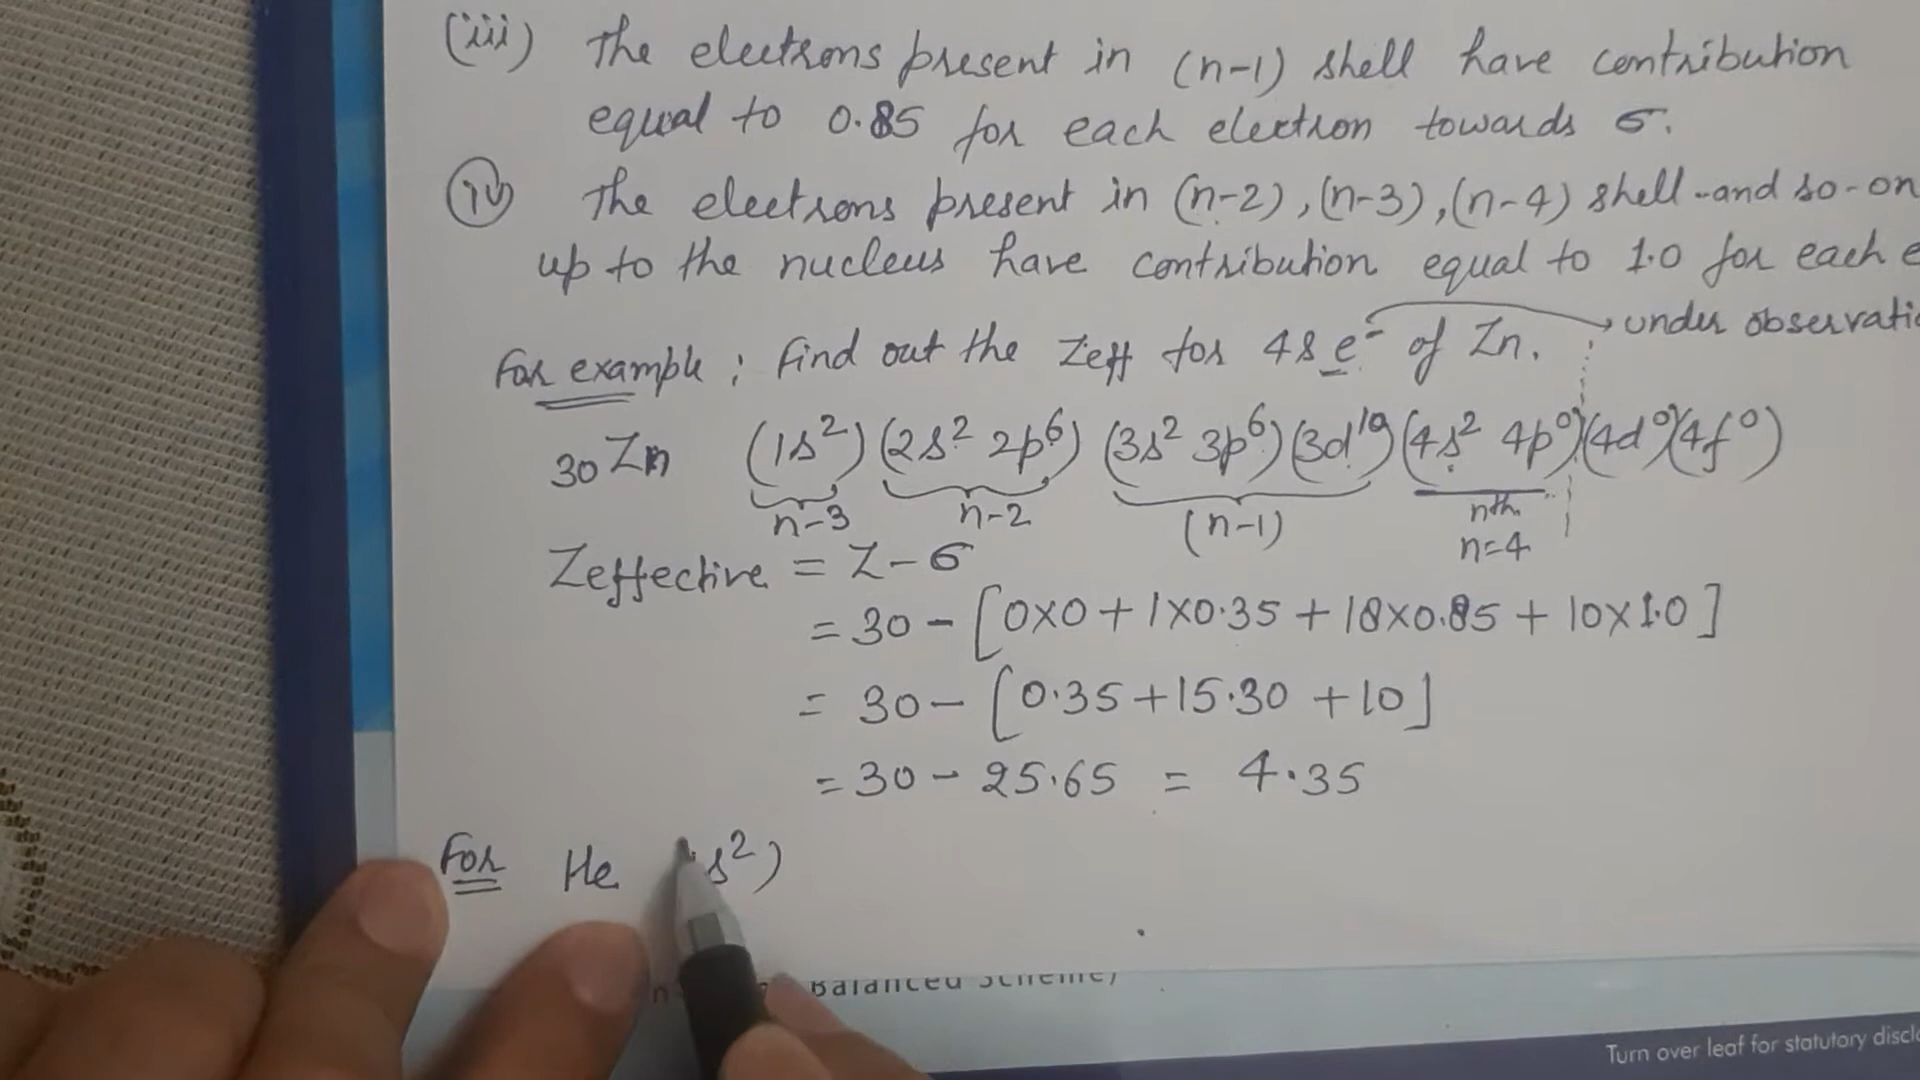 (iii) The electrons present in (n-1) shell have contribution
equal to 0.85 for each electron towards σ.
(iv) The electrons present in (n-2), (n-3), (n-4) shell-and so-on
up to the nucleus have contribution equal to 1.0 for each e
For example : Find out the Zeff for 4s e⁻ of Zn. → under observatio
30Zn (1s² )(2s² 2p⁶) (3s² 3p⁶)(3d¹⁰)(4s² 4p⁰)(4d⁰)(4f⁰)
n-3 n-2 (n-1) nth
n=4
Zeffective = Z-σ
= 30 - [0×0 + 1×0.35 + 18×0.85 + 10×1.0]
= 30 - [0.35 + 15.30 + 10]
= 30 - 25.65 = 4.35
For He s²)
Balanced Scheme)
Turn over leaf for statutory disclo